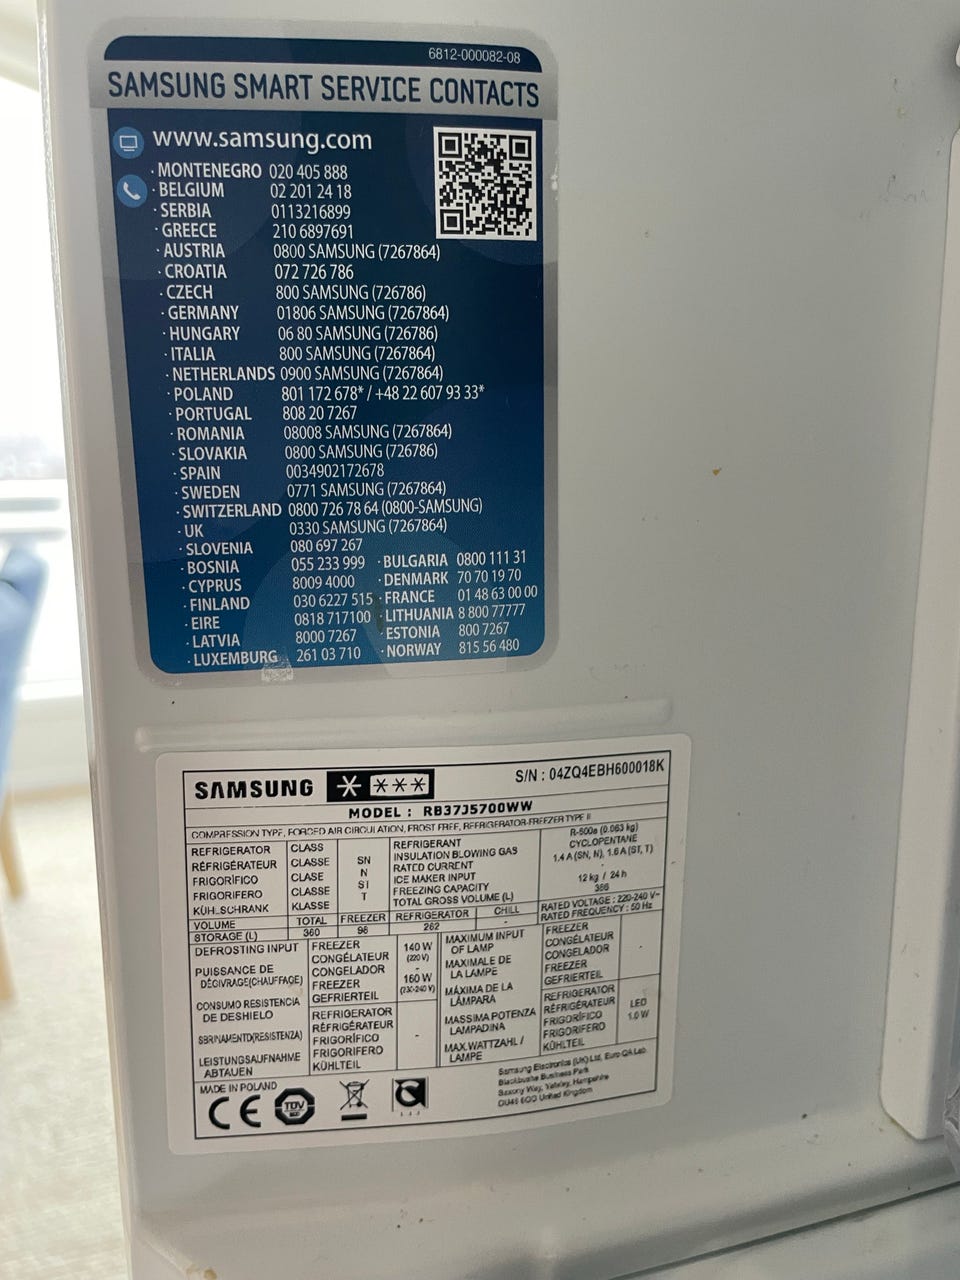 6812-000082-08
SAMSUNG SMART SERVICE CONTACTS
www.samsung.com
· MONTENEGRO 020 405 888
· BELGIUM 02 201 24 18
· SERBIA 0113216899
· GREECE 210 6897691
· AUSTRIA 0800 SAMSUNG (7267864)
· CROATIA 072 726 786
· CZECH 800 SAMSUNG (726786)
· GERMANY 01806 SAMSUNG (7267864)
· HUNGARY 06 80 SAMSUNG (726786)
· ITALIA 800 SAMSUNG (7267864)
· NETHERLANDS 0900 SAMSUNG (7267864)
· POLAND 801 172 678* / +48 22 607 93 33*
· PORTUGAL 808 20 7267
· ROMANIA 08008 SAMSUNG (7267864)
· SLOVAKIA 0800 SAMSUNG (726786)
· SPAIN 0034902172678
· SWEDEN 0771 SAMSUNG (7267864)
· SWITZERLAND 0800 726 78 64 (0800-SAMSUNG)
· UK 0330 SAMSUNG (7267864)
· SLOVENIA 080 697 267
· BOSNIA 055 233 999 · BULGARIA 0800 111 31
· CYPRUS 8009 4000 · DENMARK 70 70 19 70
· FINLAND 030 6227 515 · FRANCE 01 48 63 00 00
· EIRE 0818 717100 · LITHUANIA 8 800 77777
· LATVIA 8000 7267 · ESTONIA 800 7267
· LUXEMBURG 261 03 710 · NORWAY 815 56 480
SAMSUNG S/N : 04ZQ4EBH600018K
MODEL : RB37J5700WW
COMPRESSION TYPE, FORCED AIR CIRCULATION, FROST FREE, REFRIGERATOR-FREEZER TYPE II
REFRIGERATOR CLASS
RÉFRIGÉRATEUR CLASSE
FRIGORÍFICO CLASE
FRIGORIFERO CLASSE
KÜHLSCHRANK KLASSE
SN
N
ST
T
REFRIGERANT R-600a (0.063 kg)
INSULATION BLOWING GAS CYCLOPENTANE
RATED CURRENT 1.4 A (SN, N), 1.6 A (ST, T)
ICE MAKER INPUT
FREEZING CAPACITY 12 kg / 24 h
TOTAL GROSS VOLUME (L) 386
VOLUME TOTAL FREEZER REFRIGERATOR CHILL
STORAGE (L) 360 98 262 -
RATED VOLTAGE : 220-240 V~
RATED FREQUENCY : 50 Hz
DEFROSTING INPUT
PUISSANCE DE
DÉGIVRAGE(CHAUFFAGE)
CONSUMO RESISTENCIA
DE DESHIELO
SBRINAMENTO(RESISTENZA)
LEISTUNGSAUFNAHME
ABTAUEN
FREEZER
CONGÉLATEUR
CONGELADOR
FREEZER
GEFRIERTEIL
140 W
(220 V)
-
160 W
(230-240 V)
REFRIGERATOR
RÉFRIGÉRATEUR
FRIGORÍFICO
FRIGORIFERO
KÜHLTEIL
-
MAXIMUM INPUT
OF LAMP
MAXIMALE DE
LA LAMPE
MÁXIMA DE LA
LÁMPARA
MASSIMA POTENZA
LAMPADINA
MAX.WATTZAHL /
LAMPE
FREEZER
CONGÉLATEUR
CONGELADOR
FREEZER
GEFRIERTEIL
-
REFRIGERATOR
RÉFRIGÉRATEUR
FRIGORÍFICO
FRIGORIFERO
KÜHLTEIL
LED
1.0 W
MADE IN POLAND
CE
TÜV
Samsung Electronics (UK) Ltd, Euro QA Lab.
Blackbushe Business Park
Saxony Way, Yateley, Hampshire
GU46 6GG United Kingdom